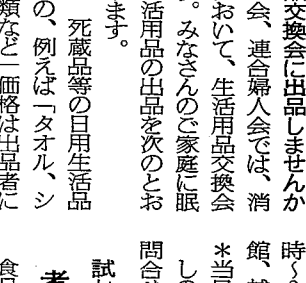 交換会に出品しませんか
会、連合婦人会では、消
おいて、生活用品交換会
。みなさんのご家庭に眠
活用品の出品を次のとお
ます。
死蔵品等の日用生活品
の、例えば「タオル、シ
類など―価格は出品者に
時〜
館、
＊当日
しの
問合せ
試
者
食品